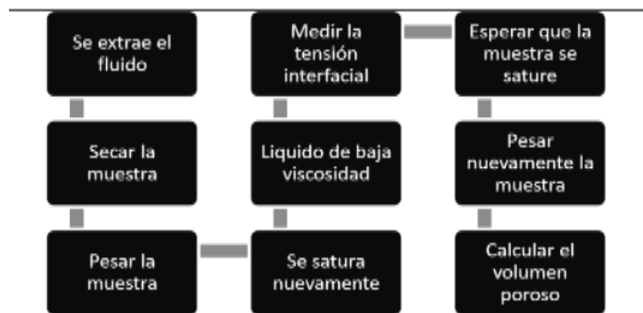 Se extrae el
fluido
Secar la
muestra
Pesar la
muestra
Se satura
nuevamente
Liquido de baja
viscosidad
Medir la
tensión
interfacial
Esperar que la
muestra se
sature
Pesar
nuevamente la
muestra
Calcular el
volumen
poroso